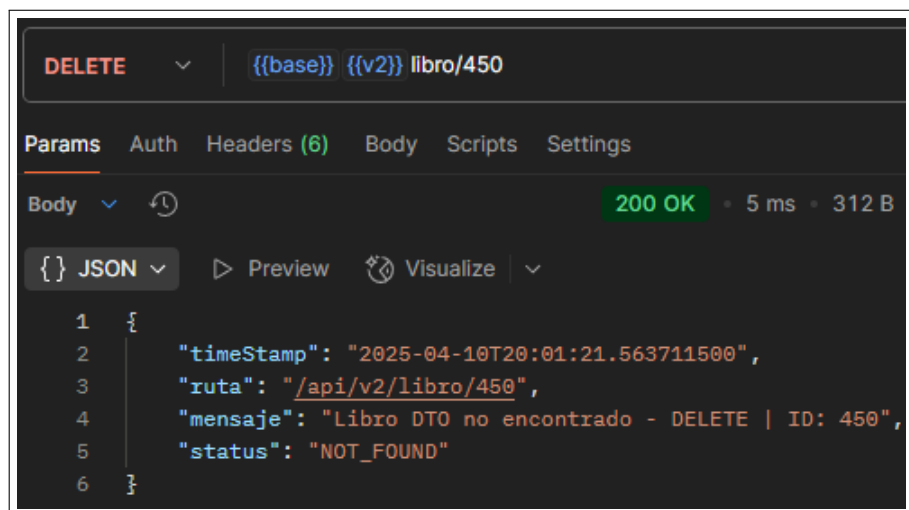 DELETE {{base}} {{v2}} libro/450
Params Auth Headers (6) Body Scripts Settings
Body 200 OK • 5 ms • 312 B
{ } JSON Preview Visualize
1 {
2 "timeStamp": "2025-04-10T20:01:21.563711500",
3 "ruta": "/api/v2/libro/450",
4 "mensaje": "Libro DTO no encontrado - DELETE | ID: 450",
5 "status": "NOT_FOUND"
6 }